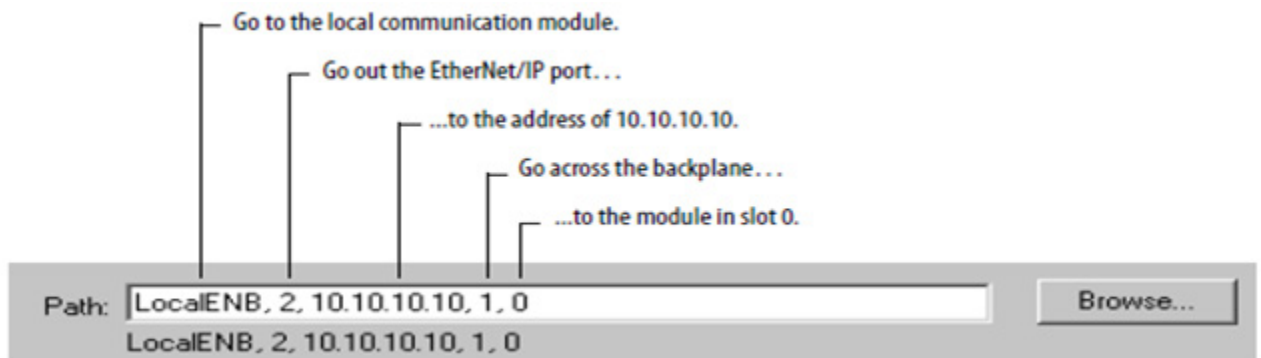 Go to the local communication module.
Go out the EtherNet/IP port...
...to the address of 10.10.10.10.
Go across the backplane...
...to the module in slot 0.
Path: LocalENB, 2, 10.10.10.10, 1, 0 Browse...
LocalENB, 2, 10.10.10.10, 1, 0